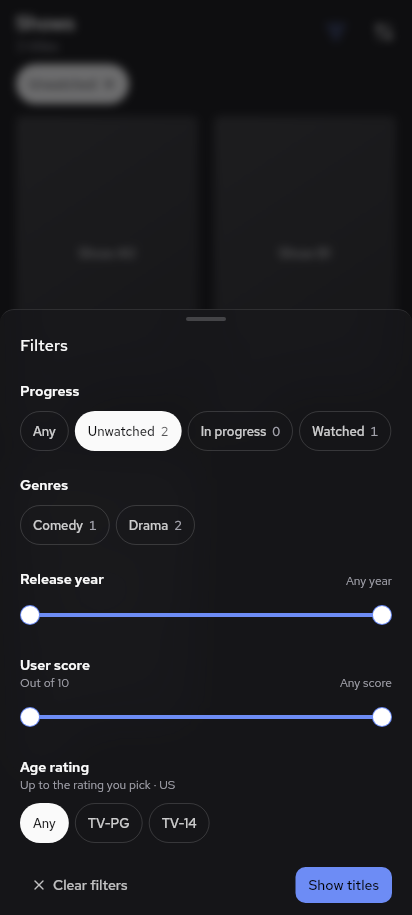 Shows
Unwatched
Filters
Progress
Any
Unwatched 2
In progress 0
Watched 1
Genres
Comedy 1
Drama 2
Release year
Any year
User score
Out of 10
Any score
Age rating
Up to the rating you pick · US
Any
TV-PG
TV-14
Clear filters
Show titles